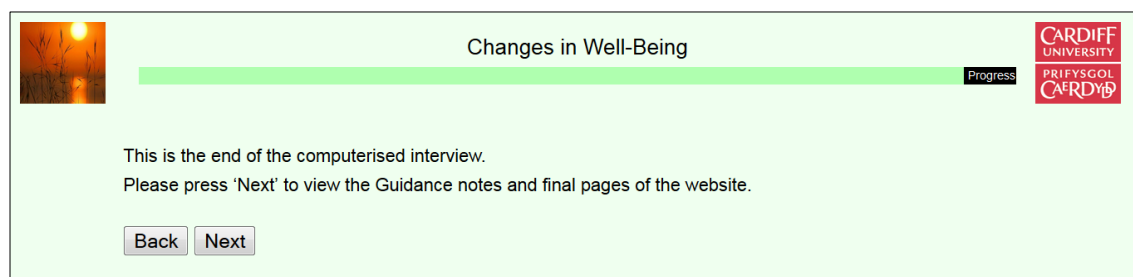 Changes in Well-Being
Progress
CARDIFF
UNIVERSITY
PRIFYSGOL
CAERDYDD
This is the end of the computerised interview.
Please press ‘Next’ to view the Guidance notes and final pages of the website.
Back Next